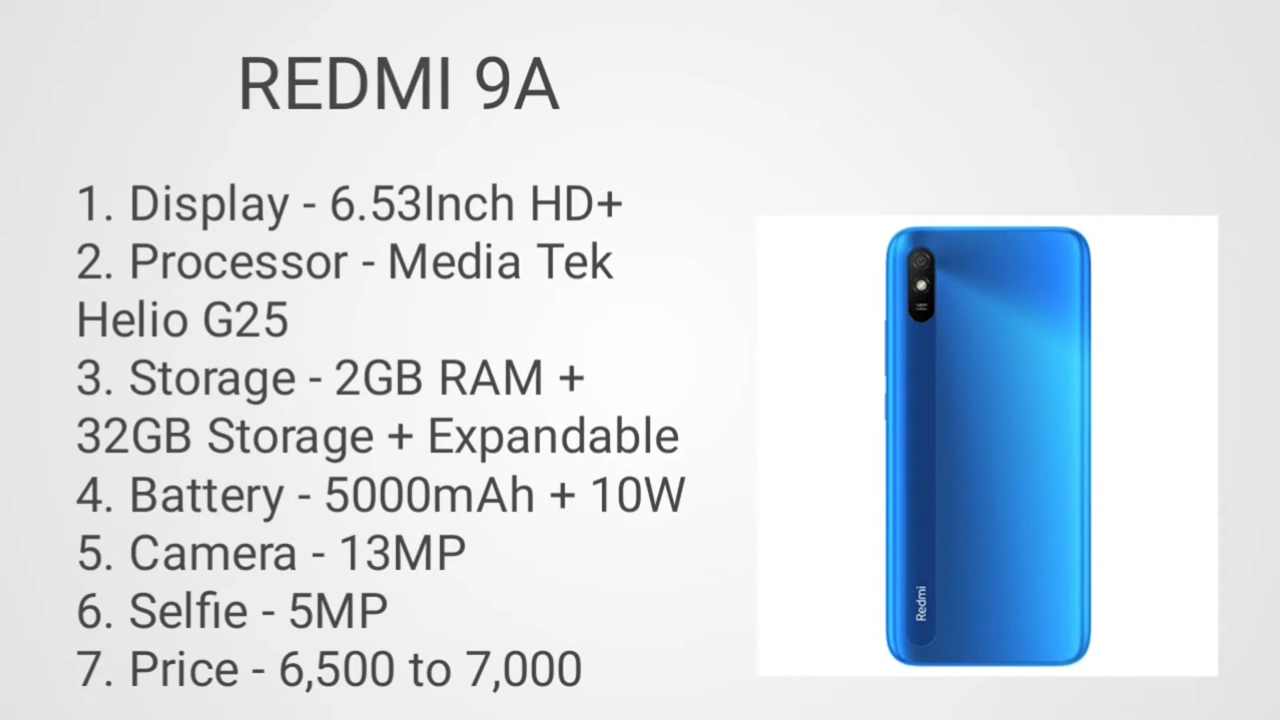 REDMI 9A
1. Display - 6.53Inch HD+
2. Processor - Media Tek
Helio G25
3. Storage - 2GB RAM +
32GB Storage + Expandable
4. Battery - 5000mAh + 10W
5. Camera - 13MP
6. Selfie - 5MP
7. Price - 6,500 to 7,000
Redmi